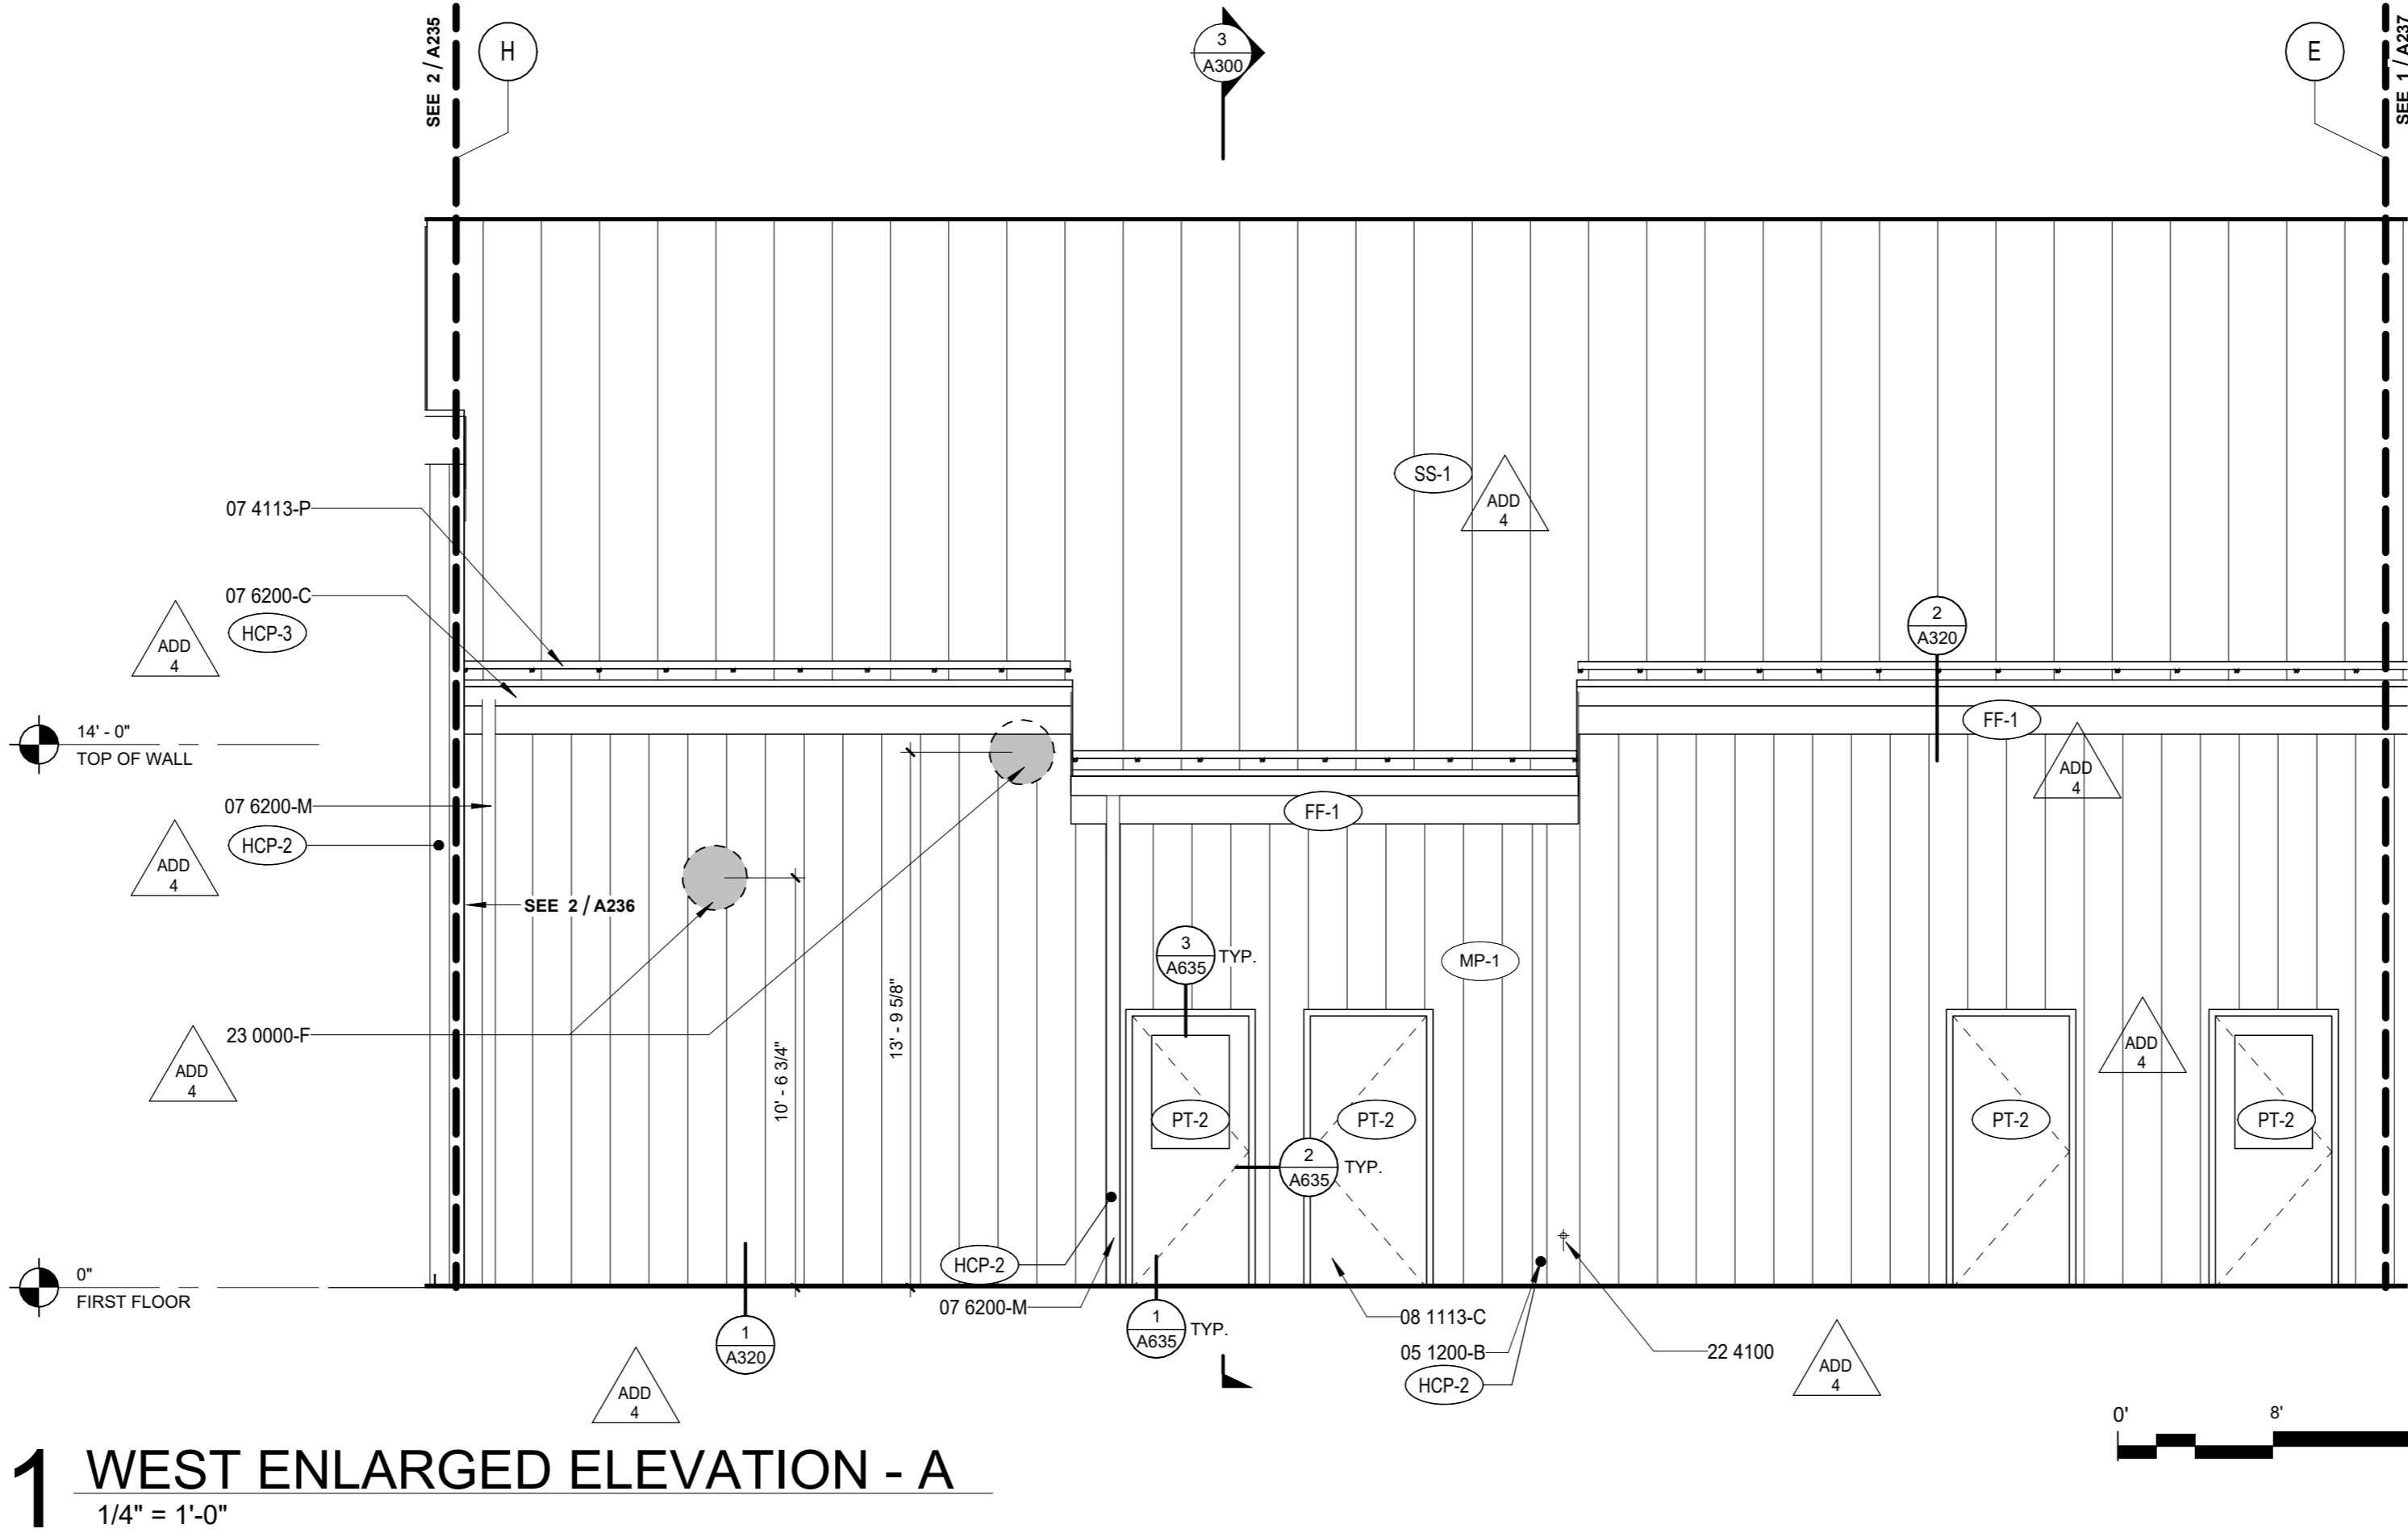 SEE 2 / A235
H
3
A300
E
SEE 1 / A237
SS-1
ADD
4
07 4113-P
07 6200-C
HCP-3
ADD
4
2
A320
FF-1
14' - 0"
TOP OF WALL
ADD
4
07 6200-M
FF-1
HCP-2
ADD
4
SEE 2 / A236
3
A635
TYP.
MP-1
13' - 9 5/8"
10' - 6 3/4"
23 0000-F
ADD
4
ADD
4
PT-2
PT-2
PT-2
PT-2
2
A635
TYP.
HCP-2
0"
FIRST FLOOR
07 6200-M
1
A635
TYP.
08 1113-C
05 1200-B
HCP-2
22 4100
ADD
4
1
A320
ADD
4
0'
8'
1 WEST ENLARGED ELEVATION - A
1/4" = 1'-0"